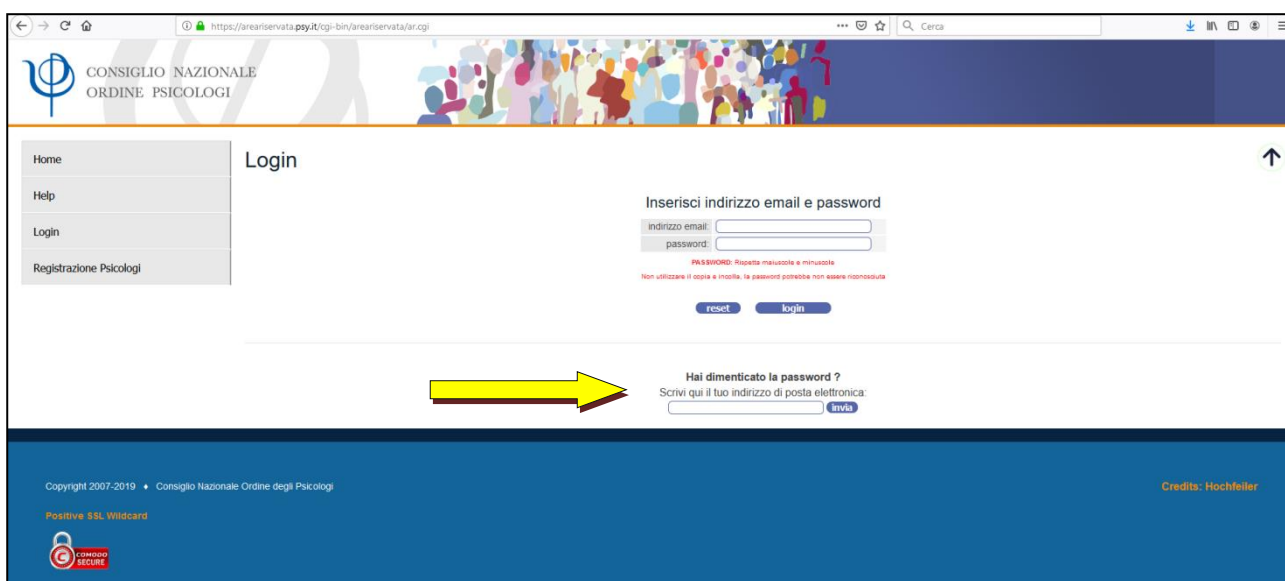 https://areariservata.psy.it/cgi-bin/areariservata/ar.cgi
Cerca
CONSIGLIO NAZIONALE
ORDINE PSICOLOGI
Home
Help
Login
Registrazione Psicologi
Login
Inserisci indirizzo email e password
indirizzo email:
password:
PASSWORD: Rispetta maiuscole e minuscole
Non utilizzare il copia e incolla, la password potrebbe non essere riconosciuta
reset login
Hai dimenticato la password ?
Scrivi qui il tuo indirizzo di posta elettronica:
invia
Copyright 2007-2019 ♦ Consiglio Nazionale Ordine degli Psicologi
Credits: Hochfeiler
Positive SSL Wildcard
COMODO
SECURE